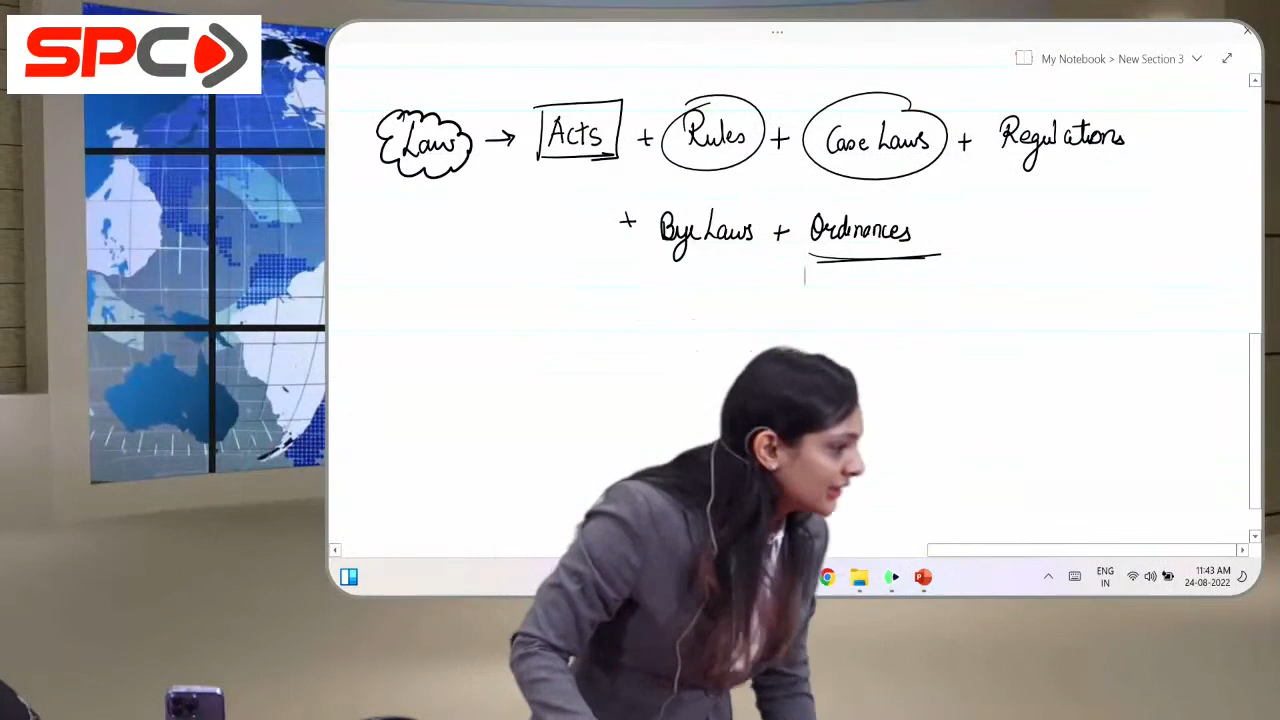 SPC
My Notebook > New Section 3
Law → Acts + Rules + Case Laws + Regulations
+ Bye Laws + Ordinances
ENG
IN
11:43 AM
24-08-2022